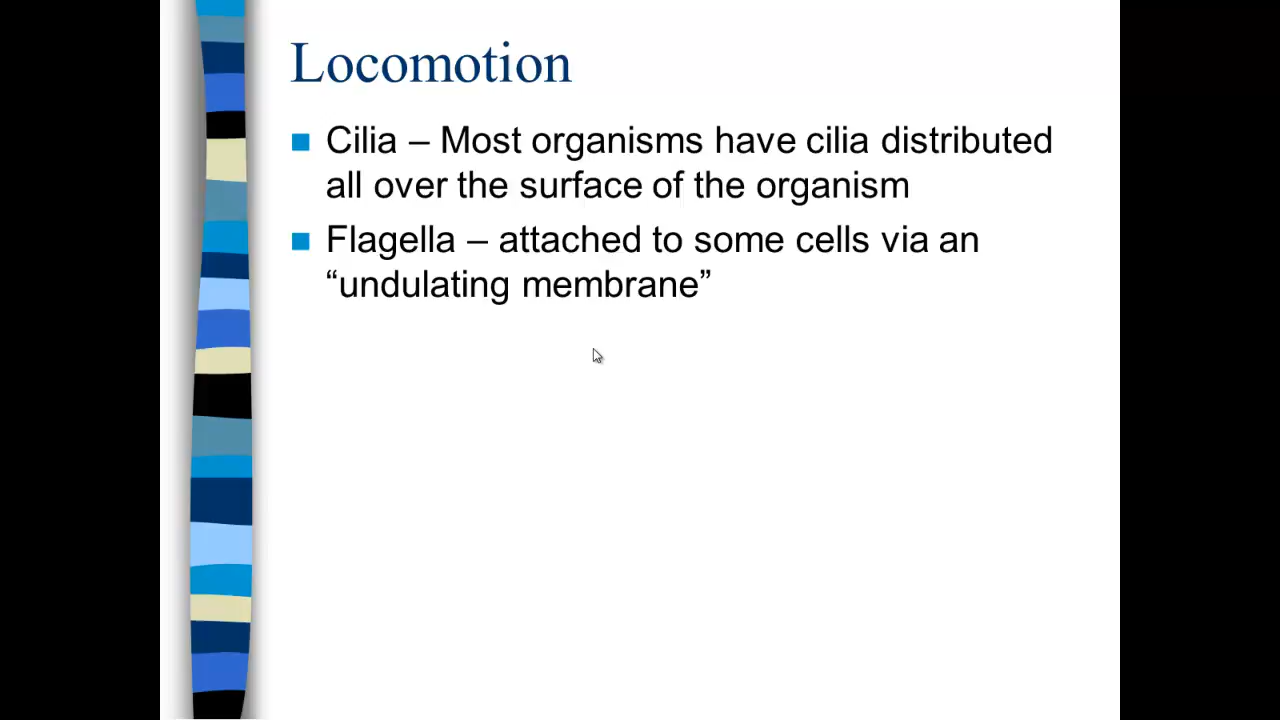 Locomotion
Cilia – Most organisms have cilia distributed
all over the surface of the organism
Flagella – attached to some cells via an
“undulating membrane”